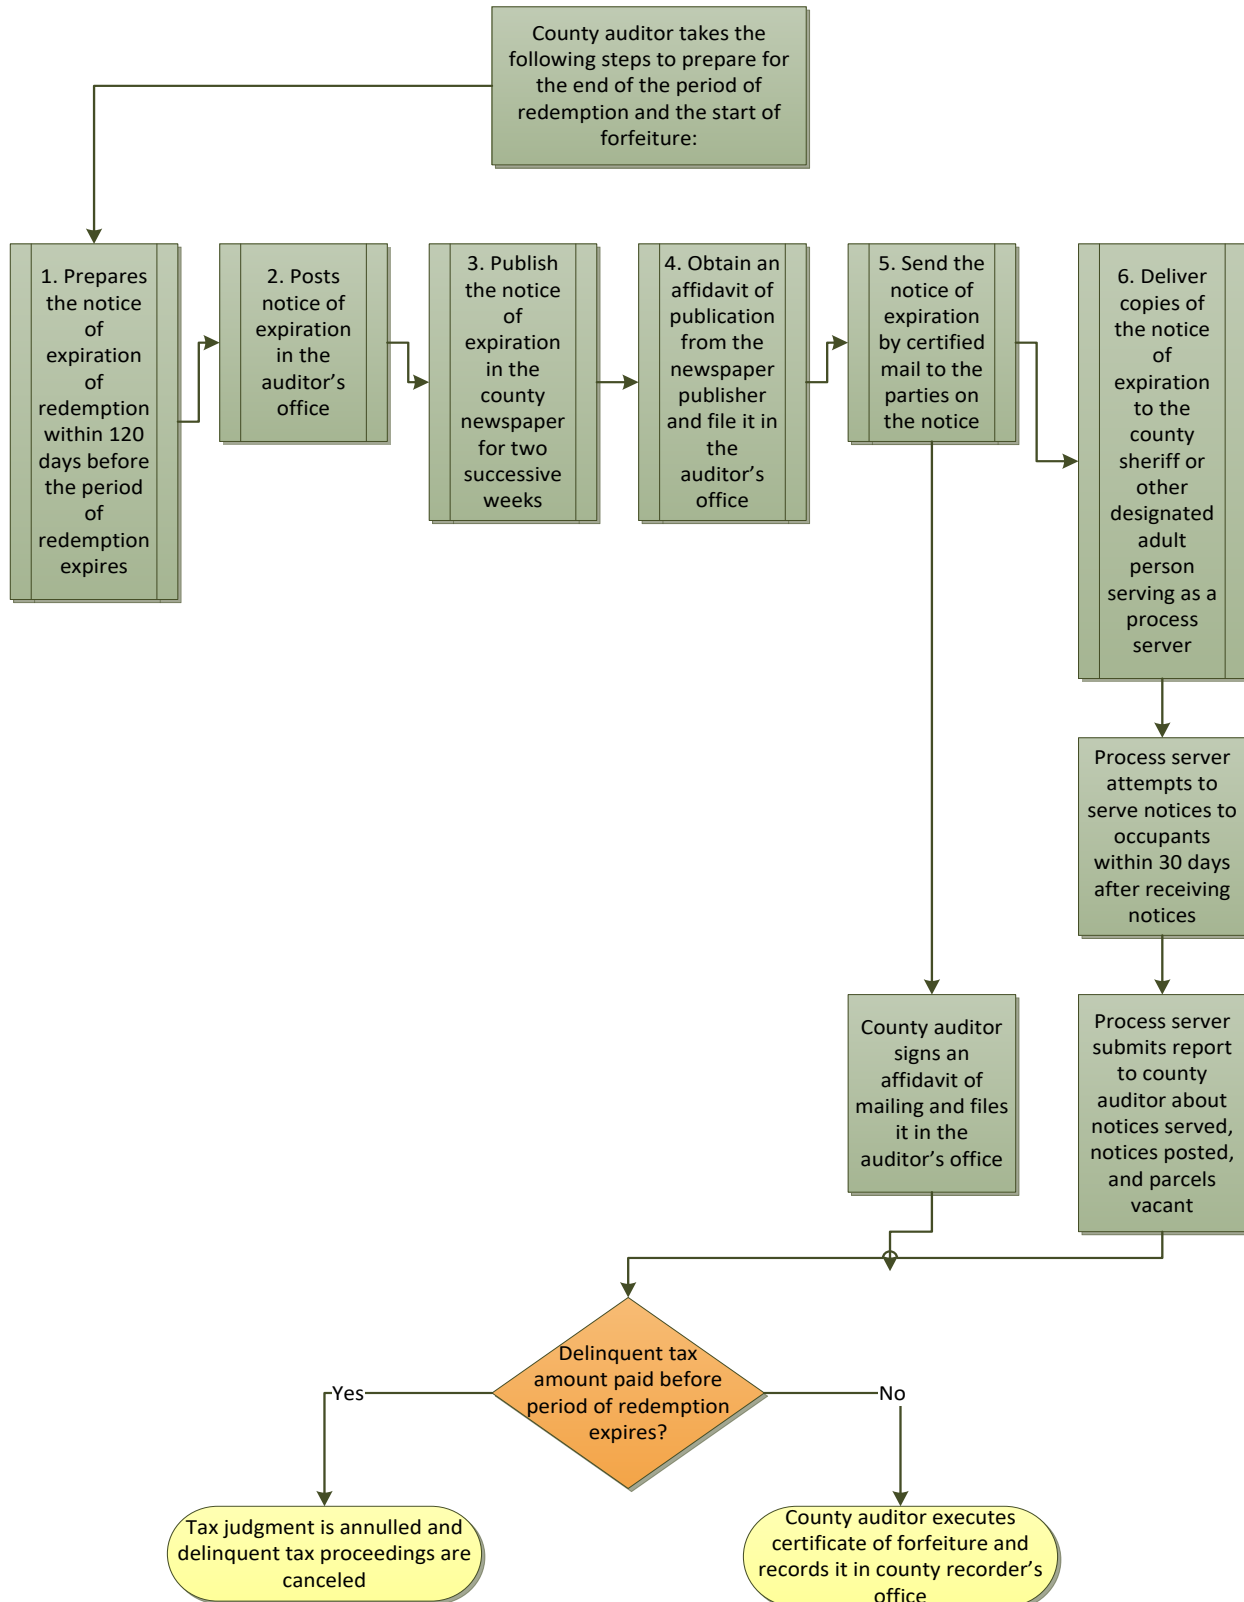 County auditor takes the
following steps to prepare for
the end of the period of
redemption and the start of
forfeiture:
1. Prepares
the notice
of
expiration
of
redemption
within 120
days before
the period
of
redemption
expires
2. Posts
notice of
expiration
in the
auditor’s
office
3. Publish
the notice
of
expiration
in the
county
newspaper
for two
successive
weeks
4. Obtain an
affidavit of
publication
from the
newspaper
publisher
and file it in
the
auditor’s
office
5. Send the
notice of
expiration
by certified
mail to the
parties on
the notice
6. Deliver
copies of
the notice
of
expiration
to the
county
sheriff or
other
designated
adult
person
serving as a
process
server
Process server
attempts to
serve notices to
occupants
within 30 days
after receiving
notices
County auditor
signs an
affidavit of
mailing and files
it in the
auditor’s office
Process server
submits report
to county
auditor about
notices served,
notices posted,
and parcels
vacant
Delinquent tax
amount paid before
period of redemption
expires?
Yes
No
Tax judgment is annulled and
delinquent tax proceedings are
canceled
County auditor executes
certificate of forfeiture and
records it in county recorder’s
office